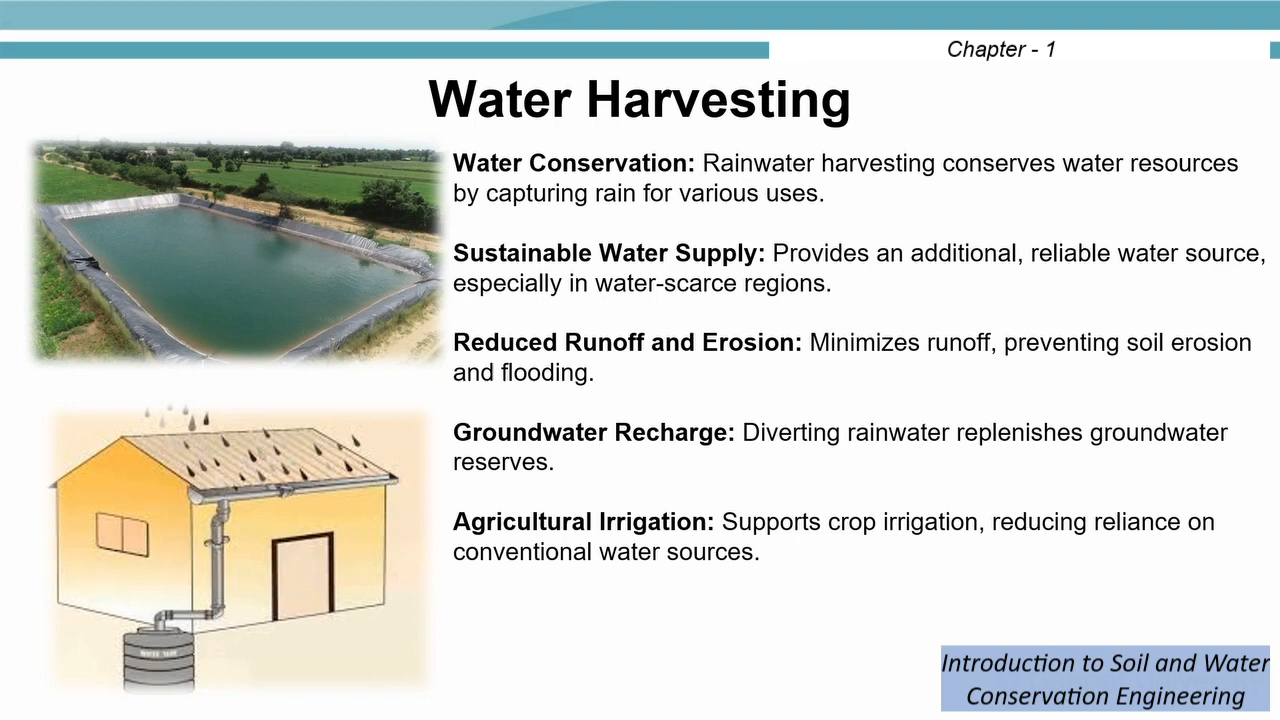 Chapter - 1
Water Harvesting
Water Conservation: Rainwater harvesting conserves water resources
by capturing rain for various uses.
Sustainable Water Supply: Provides an additional, reliable water source,
especially in water-scarce regions.
Reduced Runoff and Erosion: Minimizes runoff, preventing soil erosion
and flooding.
Groundwater Recharge: Diverting rainwater replenishes groundwater
reserves.
Agricultural Irrigation: Supports crop irrigation, reducing reliance on
conventional water sources.
WATER TANK
Introduction to Soil and Water
Conservation Engineering